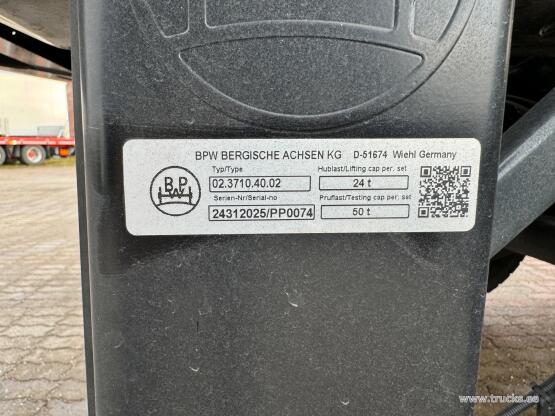 BPW BERGISCHE ACHSEN KG D-51674 Wiehl Germany
BPW
Typ/Type Hublast/Lifting cap per. set
02.3710.40.02 24 t
Serien-Nr/Serial-no Pruflast/Testing cap per. set
24312025/PP0074 50 t
www.trucks.ee